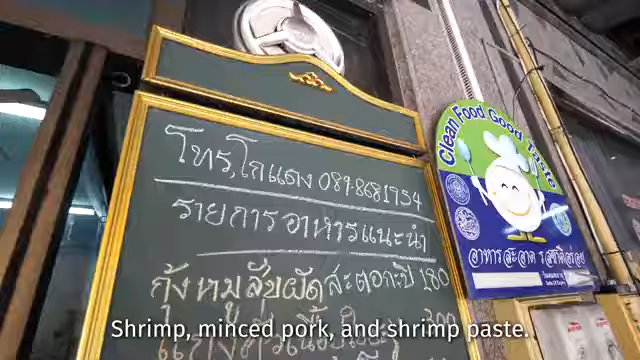 โทร,โกแดง 089-8681954
รายการอาหารแนะนำ
กุ้งหมูสับผัดสะตอกะปิ 180
Clean Food Good Taste
อาหารสะอาด รสชาติอร่อย
Shrimp, minced pork, and shrimp paste.